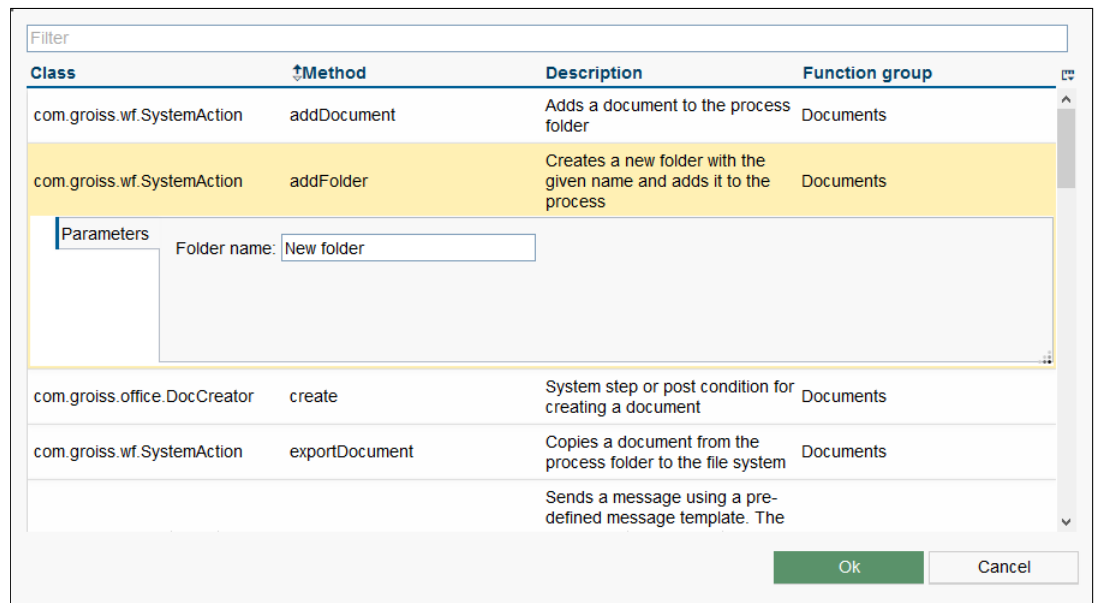 Filter
Class Method Description Function group
com.groiss.wf.SystemAction addDocument Adds a document to the process
folder Documents
com.groiss.wf.SystemAction addFolder Creates a new folder with the
given name and adds it to the
process Documents
Parameters
Folder name: New folder
com.groiss.office.DocCreator create System step or post condition for
creating a document Documents
com.groiss.wf.SystemAction exportDocument Copies a document from the
process folder to the file system Documents
Sends a message using a pre-
defined message template. The
Ok Cancel